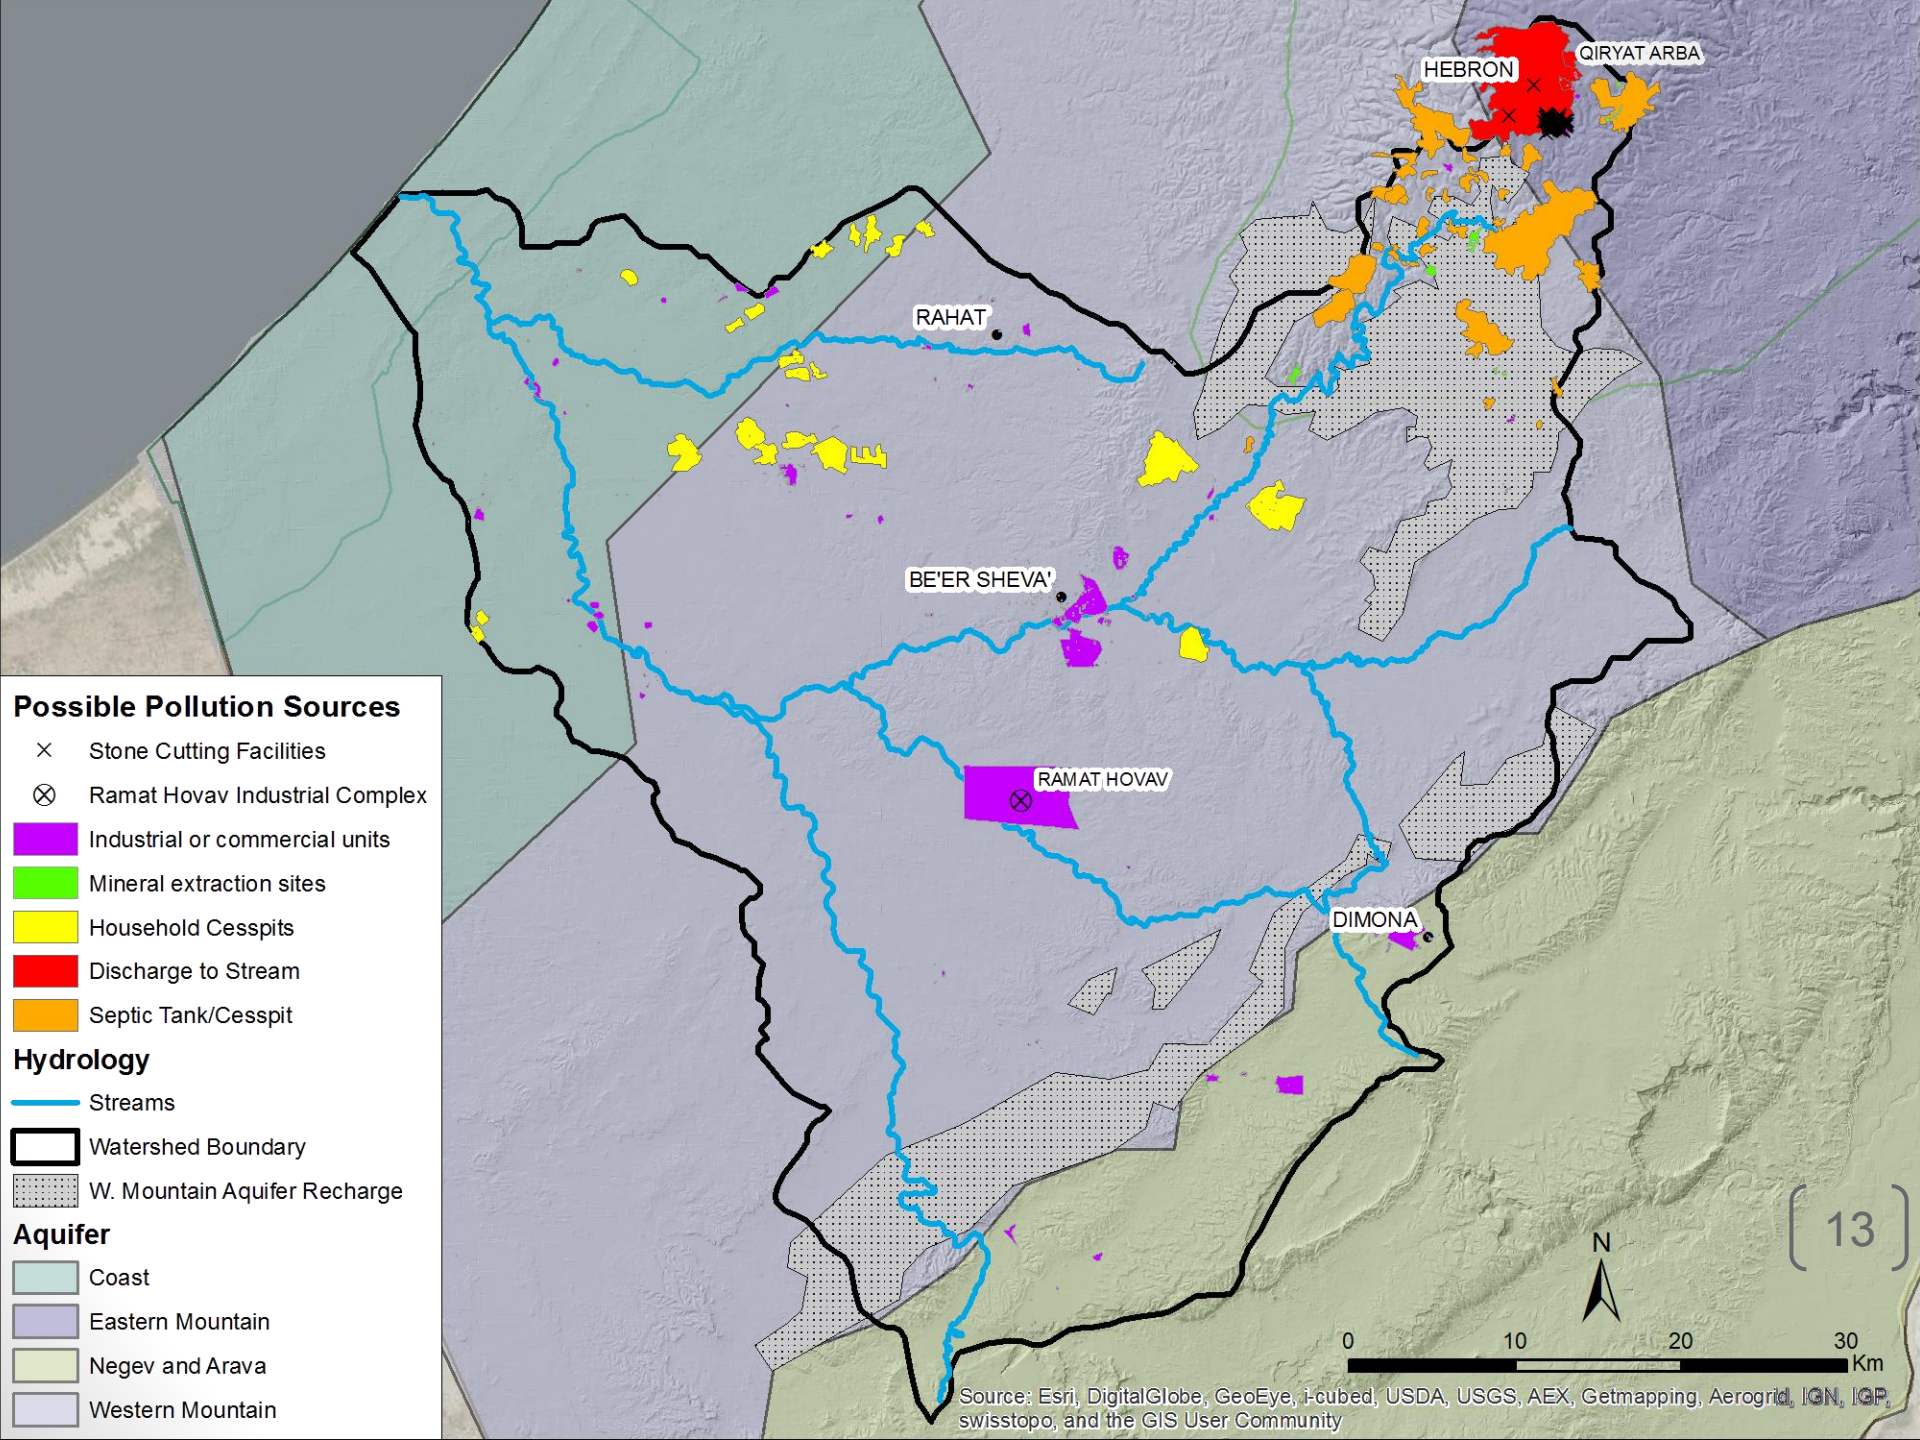 QIRYAT ARBA
HEBRON
RAHAT
BE'ER SHEVA'
RAMAT HOVAV
DIMONA
Possible Pollution Sources
Stone Cutting Facilities
Ramat Hovav Industrial Complex
Industrial or commercial units
Mineral extraction sites
Household Cesspits
Discharge to Stream
Septic Tank/Cesspit
Hydrology
Streams
Watershed Boundary
W. Mountain Aquifer Recharge
Aquifer
Coast
Eastern Mountain
Negev and Arava
Western Mountain
13
N
0 10 20 30
Km
Source: Esri, DigitalGlobe, GeoEye, i-cubed, USDA, USGS, AEX, Getmapping, Aerogrid, IGN, IGP,
swisstopo, and the GIS User Community